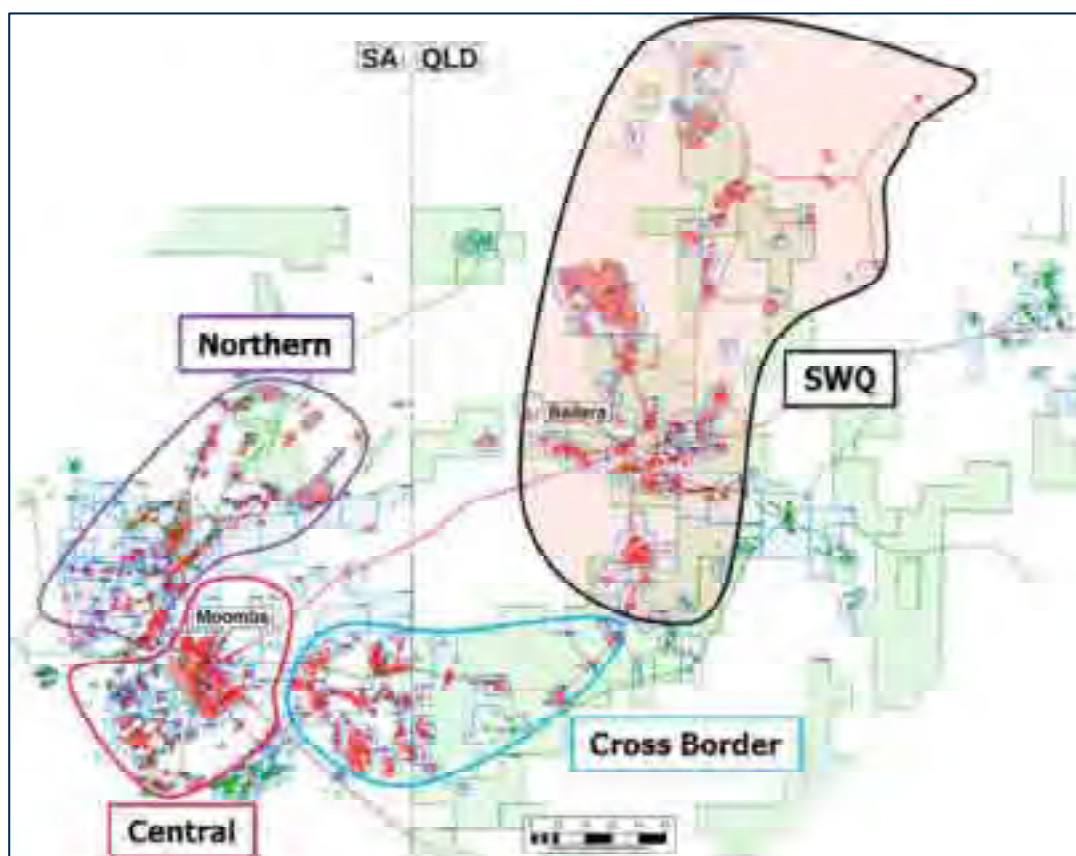 SA QLD
Northern
SWQ
Ballera
Moomba
Cross Border
Central